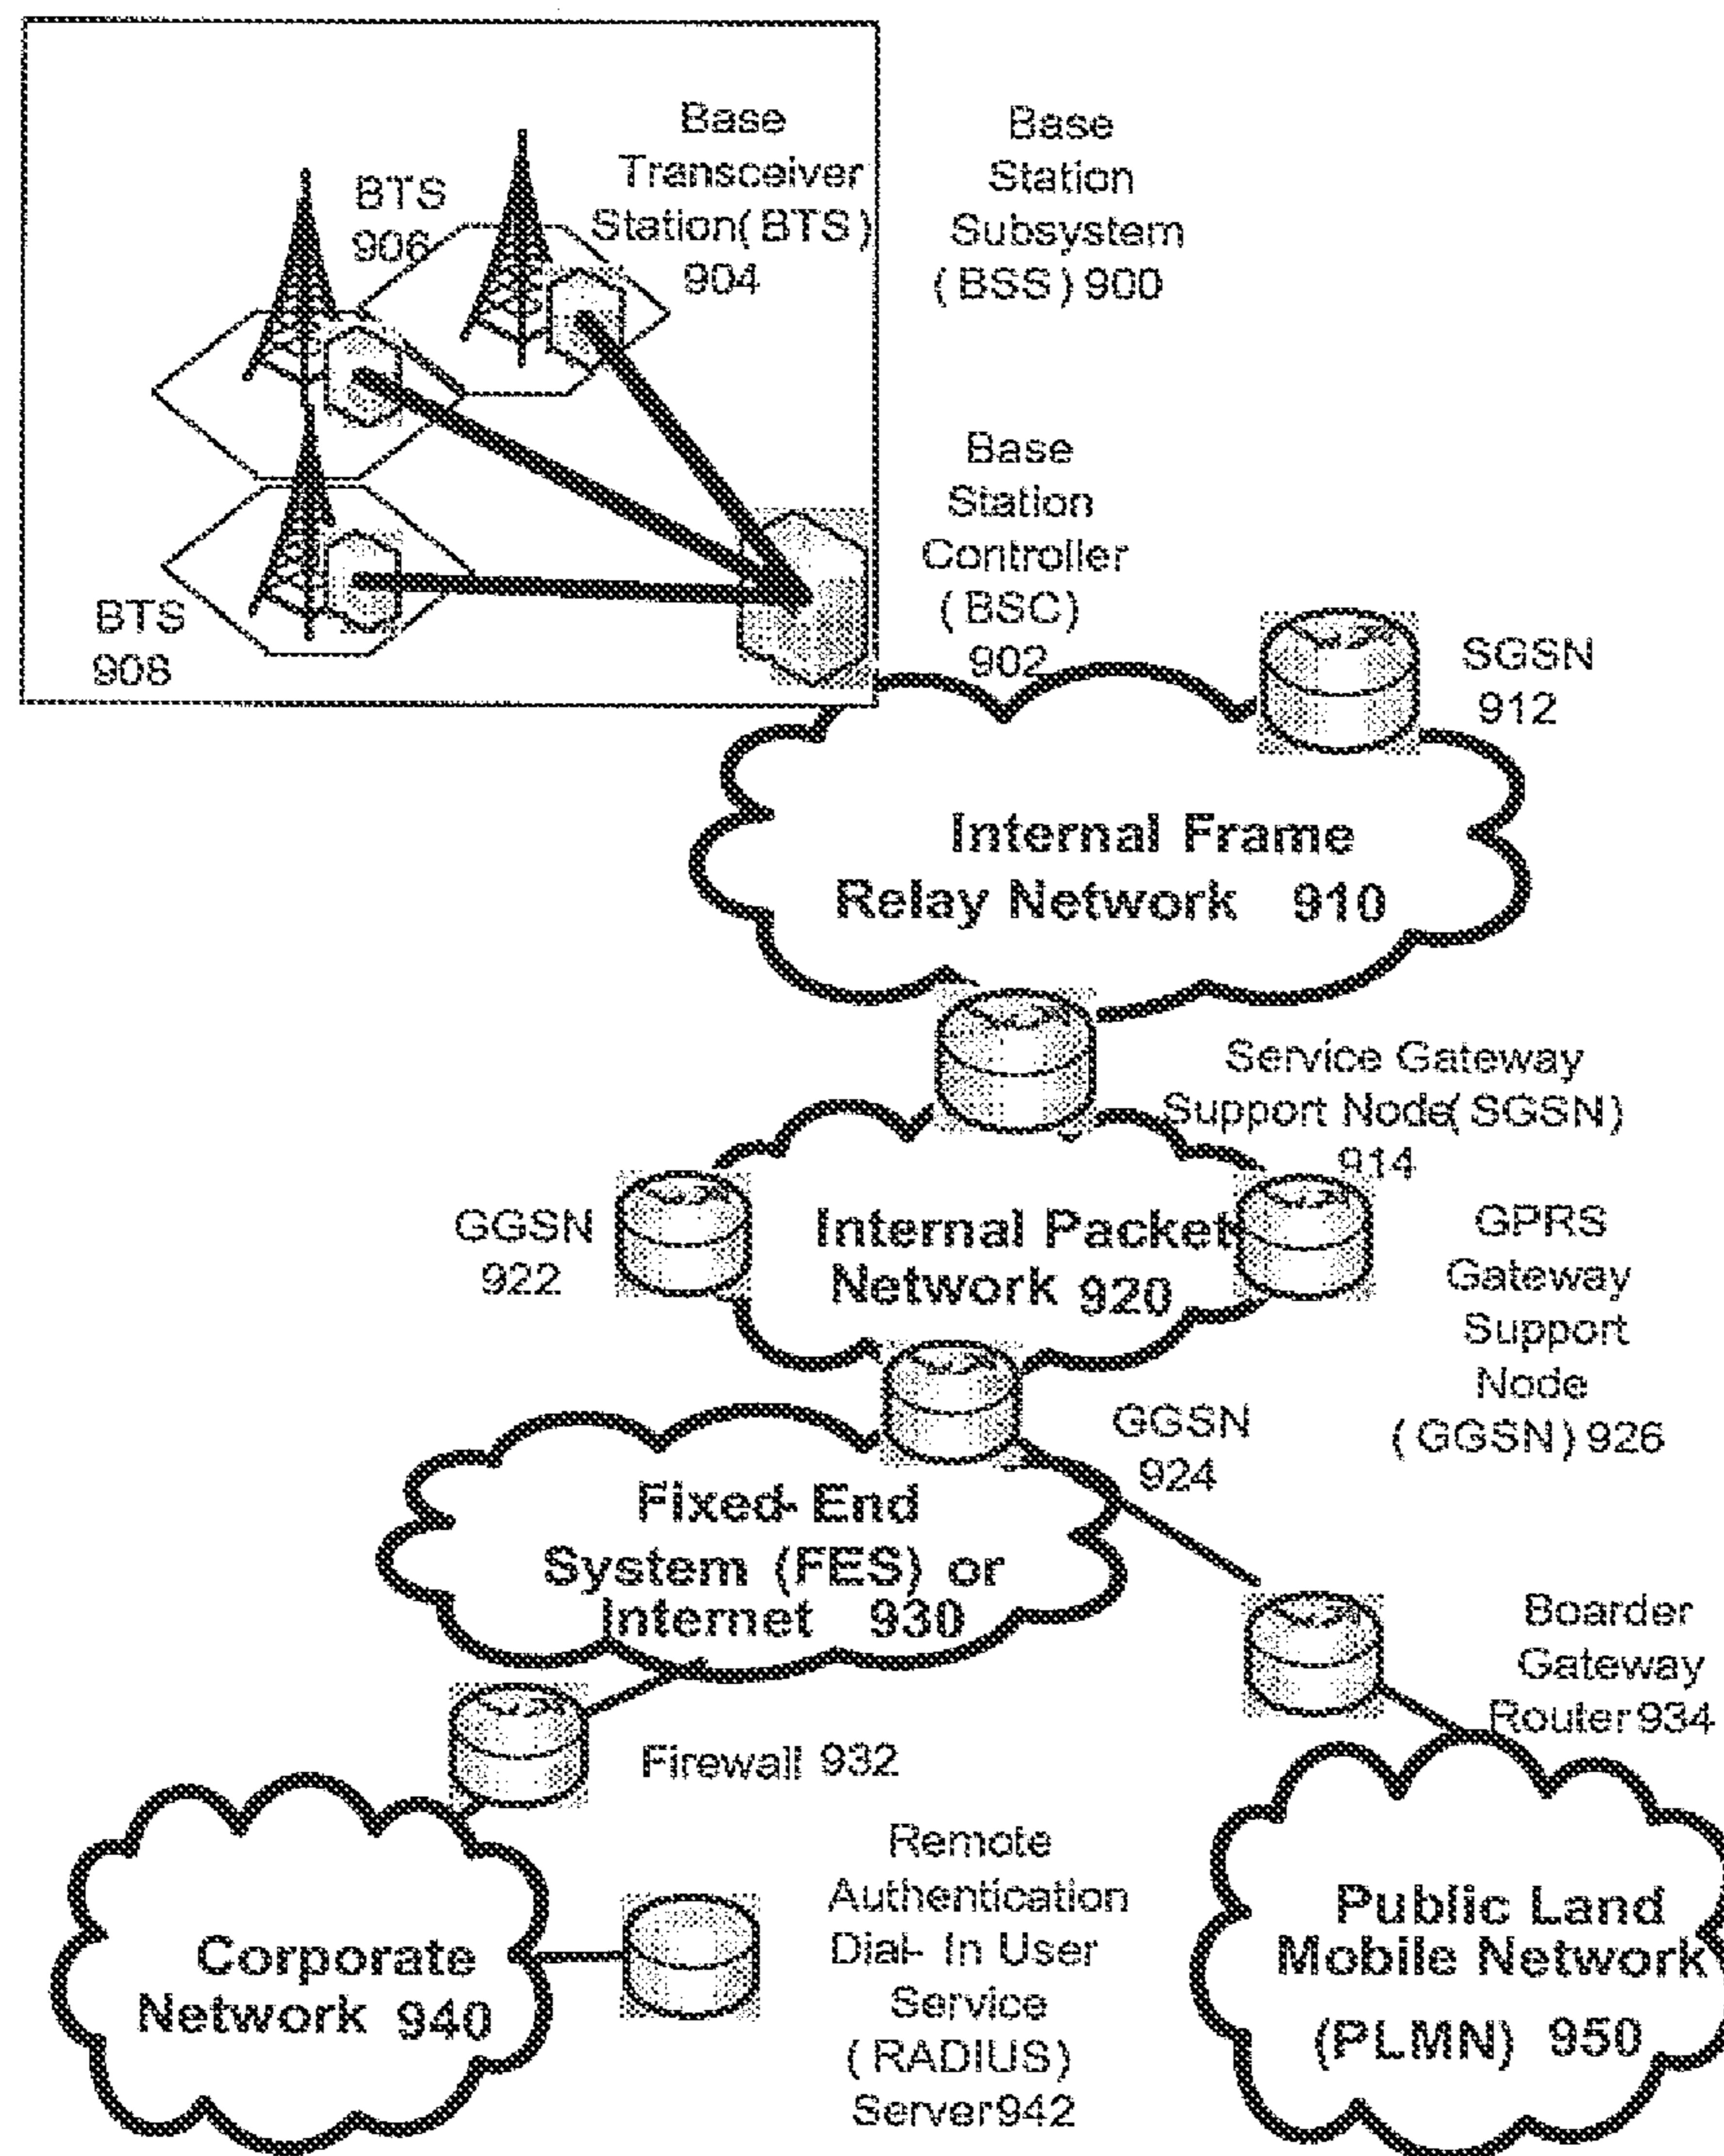 Base
Transceiver
Station(BTS)
904
BTS
906
Base
Station
Subsystem
(BSS) 900
Base
Station
Controller
(BSC)
902
BTS
908
SGSN
912
Internal Frame
Relay Network 910
Service Gateway
Support Node(SGSN)
914
GGSN
922
Internal Packet
Network 920
GPRS
Gateway
Support
Node
(GGSN) 926
GGSN
924
Fixed-End
System (FES) or
Internet 930
Boarder
Gateway
Router 934
Firewall 932
Remote
Authentication
Dial-In User
Service
(RADIUS)
Server 942
Corporate
Network 940
Public Land
Mobile Network
(PLMN) 950